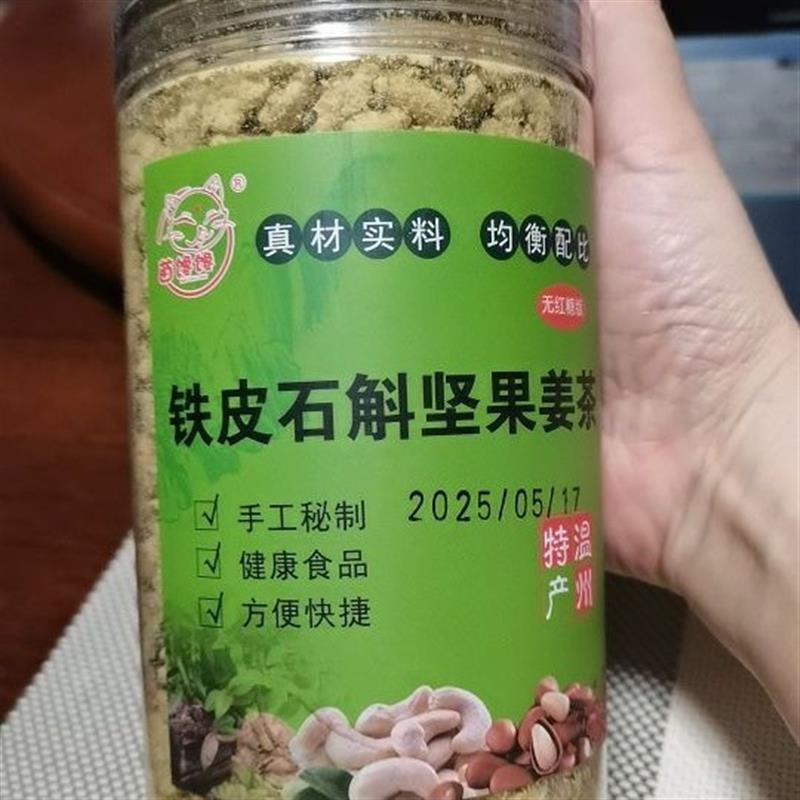 真材实料 均衡配比
馋馋
®
无红糖版
铁皮石斛坚果姜茶
2025/05/17
手工秘制
健康食品
方便快捷
温州
特产